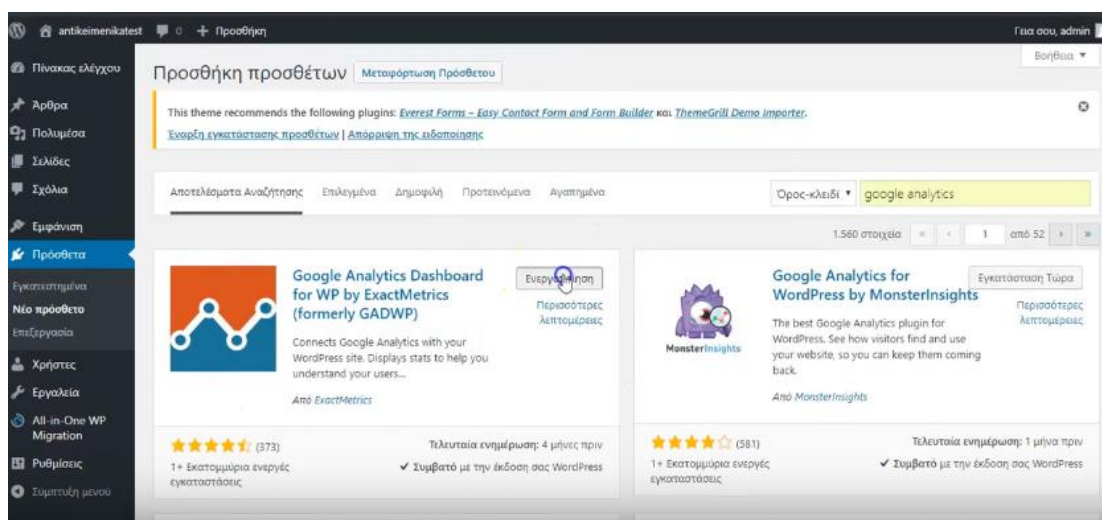 antikeimenikatest 0 + Προσθήκη Γεια σου, admin
Βοήθεια
Πίνακας ελέγχου
Άρθρα
Πολυμέσα
Σελίδες
Σχόλια
Εμφάνιση
Πρόσθετα
Εγκατεστημένα
Νέο πρόσθετο
Επεξεργασία
Χρήστες
Εργαλεία
All-in-One WP
Migration
Ρυθμίσεις
Σύμπτυξη μενού
Προσθήκη προσθέτων Μεταφόρτωση Πρόσθετου
This theme recommends the following plugins: Everest Forms – Easy Contact Form and Form Builder και ThemeGrill Demo Importer.
Έναρξη εγκατάστασης προσθέτων | Απόρριψη της ειδοποίησης
Αποτελέσματα Αναζήτησης Επιλεγμένα Δημοφιλή Προτεινόμενα Αγαπημένα Όρος-κλειδί google analytics
1.560 στοιχεία « ‹ 1 από 52 › »
Google Analytics Dashboard
for WP by ExactMetrics
(formerly GADWP)
Ενεργοποίηση
Περισσότερες
λεπτομέρειες
Connects Google Analytics with your
WordPress site. Displays stats to help you
understand your users...
Από ExactMetrics
(373)
1+ Εκατομμύρια ενεργές
εγκαταστάσεις
Τελευταία ενημέρωση: 4 μήνες πριν
✔ Συμβατό με την έκδοση σας WordPress
MonsterInsights
Google Analytics for
WordPress by MonsterInsights
Εγκατάσταση Τώρα
Περισσότερες
λεπτομέρειες
The best Google Analytics plugin for
WordPress. See how visitors find and use
your website, so you can keep them coming
back.
Από MonsterInsights
(581)
1+ Εκατομμύρια ενεργές
εγκαταστάσεις
Τελευταία ενημέρωση: 1 μήνα πριν
✔ Συμβατό με την έκδοση σας WordPress